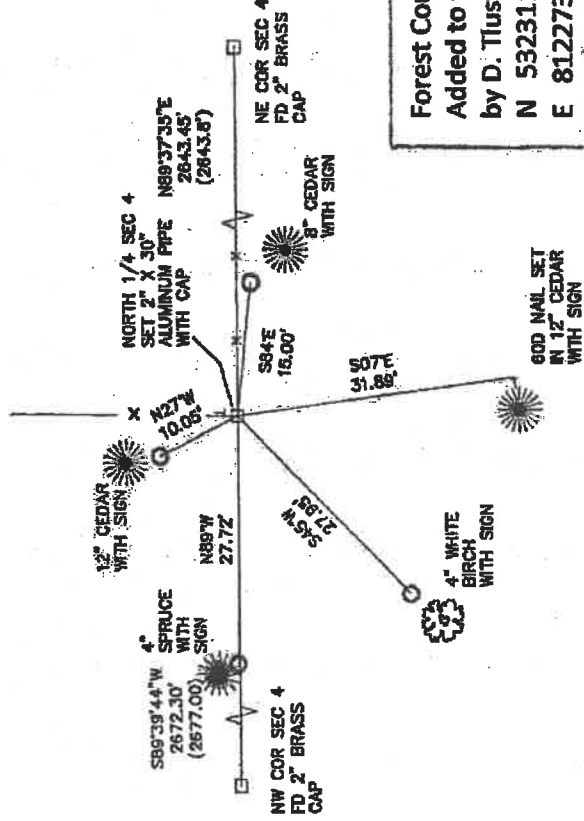 NE COR SEC 4
FD 2" BRASS
CAP
N89°37'35"E
2643.45'
(2643.8')
NORTH 1/4 SEC 4
SET 2" X 30"
ALUMINUM PIPE
WITH CAP
8" CEDAR
WITH SIGN
S84°E
15.00'
N27°W
10.05'
12" CEDAR
WITH SIGN
S07°E
31.89'
60D NAIL SET
IN 12" CEDAR
WITH SIGN
N89°W
27.72'
S45°W
27.95'
4" SPRUCE
WITH
SIGN
4" WHITE
BIRCH
WITH SIGN
S89°39'44"W
2672.30'
(2677.00')
NW COR SEC 4
FD 2" BRASS
CAP
Forest
Added to
by D. Tlus
N 53231
E 812273